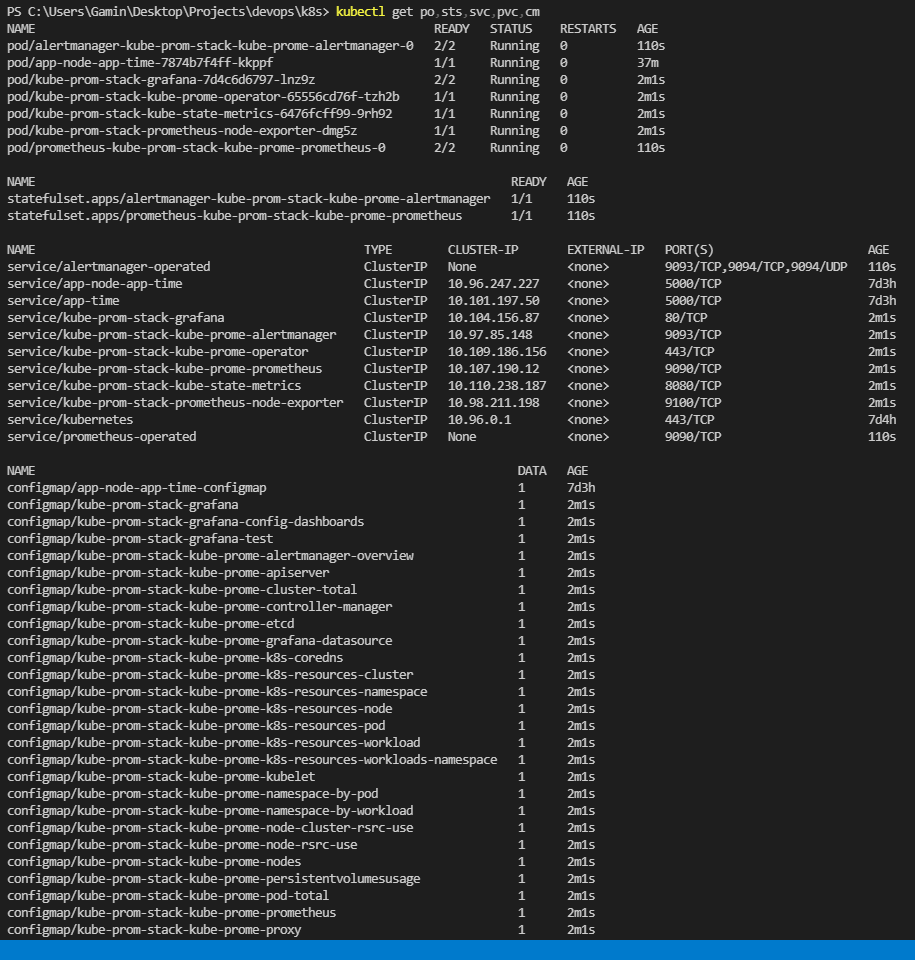 PS C:\Users\Gamin\Desktop\Projects\devops\k8s> kubectl get po,sts,svc,pvc,cm
NAME READY STATUS RESTARTS AGE
pod/alertmanager-kube-prom-stack-kube-prome-alertmanager-0 2/2 Running 0 110s
pod/app-node-app-time-7874b7f4ff-kkppf 1/1 Running 0 37m
pod/kube-prom-stack-grafana-7d4c6d6797-lnz9z 2/2 Running 0 2m1s
pod/kube-prom-stack-kube-prome-operator-65556cd76f-tzh2b 1/1 Running 0 2m1s
pod/kube-prom-stack-kube-state-metrics-6476fcff99-9rh92 1/1 Running 0 2m1s
pod/kube-prom-stack-prometheus-node-exporter-dmg5z 1/1 Running 0 2m1s
pod/prometheus-kube-prom-stack-kube-prome-prometheus-0 2/2 Running 0 110s
NAME READY AGE
statefulset.apps/alertmanager-kube-prom-stack-kube-prome-alertmanager 1/1 110s
statefulset.apps/prometheus-kube-prom-stack-kube-prome-prometheus 1/1 110s
NAME TYPE CLUSTER-IP EXTERNAL-IP PORT(S) AGE
service/alertmanager-operated ClusterIP None <none> 9093/TCP,9094/TCP,9094/UDP 110s
service/app-node-app-time ClusterIP 10.96.247.227 <none> 5000/TCP 7d3h
service/app-time ClusterIP 10.101.197.50 <none> 5000/TCP 7d3h
service/kube-prom-stack-grafana ClusterIP 10.104.156.87 <none> 80/TCP 2m1s
service/kube-prom-stack-kube-prome-alertmanager ClusterIP 10.97.85.148 <none> 9093/TCP 2m1s
service/kube-prom-stack-kube-prome-operator ClusterIP 10.109.186.156 <none> 443/TCP 2m1s
service/kube-prom-stack-kube-prome-prometheus ClusterIP 10.107.190.12 <none> 9090/TCP 2m1s
service/kube-prom-stack-kube-state-metrics ClusterIP 10.110.238.187 <none> 8080/TCP 2m1s
service/kube-prom-stack-prometheus-node-exporter ClusterIP 10.98.211.198 <none> 9100/TCP 2m1s
service/kubernetes ClusterIP 10.96.0.1 <none> 443/TCP 7d4h
service/prometheus-operated ClusterIP None <none> 9090/TCP 110s
NAME DATA AGE
configmap/app-node-app-time-configmap 1 7d3h
configmap/kube-prom-stack-grafana 1 2m1s
configmap/kube-prom-stack-grafana-config-dashboards 1 2m1s
configmap/kube-prom-stack-grafana-test 1 2m1s
configmap/kube-prom-stack-kube-prome-alertmanager-overview 1 2m1s
configmap/kube-prom-stack-kube-prome-apiserver 1 2m1s
configmap/kube-prom-stack-kube-prome-cluster-total 1 2m1s
configmap/kube-prom-stack-kube-prome-controller-manager 1 2m1s
configmap/kube-prom-stack-kube-prome-etcd 1 2m1s
configmap/kube-prom-stack-kube-prome-grafana-datasource 1 2m1s
configmap/kube-prom-stack-kube-prome-k8s-coredns 1 2m1s
configmap/kube-prom-stack-kube-prome-k8s-resources-cluster 1 2m1s
configmap/kube-prom-stack-kube-prome-k8s-resources-namespace 1 2m1s
configmap/kube-prom-stack-kube-prome-k8s-resources-node 1 2m1s
configmap/kube-prom-stack-kube-prome-k8s-resources-pod 1 2m1s
configmap/kube-prom-stack-kube-prome-k8s-resources-workload 1 2m1s
configmap/kube-prom-stack-kube-prome-k8s-resources-workloads-namespace 1 2m1s
configmap/kube-prom-stack-kube-prome-kubelet 1 2m1s
configmap/kube-prom-stack-kube-prome-namespace-by-pod 1 2m1s
configmap/kube-prom-stack-kube-prome-namespace-by-workload 1 2m1s
configmap/kube-prom-stack-kube-prome-node-cluster-rsrc-use 1 2m1s
configmap/kube-prom-stack-kube-prome-node-rsrc-use 1 2m1s
configmap/kube-prom-stack-kube-prome-nodes 1 2m1s
configmap/kube-prom-stack-kube-prome-persistentvolumesusage 1 2m1s
configmap/kube-prom-stack-kube-prome-pod-total 1 2m1s
configmap/kube-prom-stack-kube-prome-prometheus 1 2m1s
configmap/kube-prom-stack-kube-prome-proxy 1 2m1s